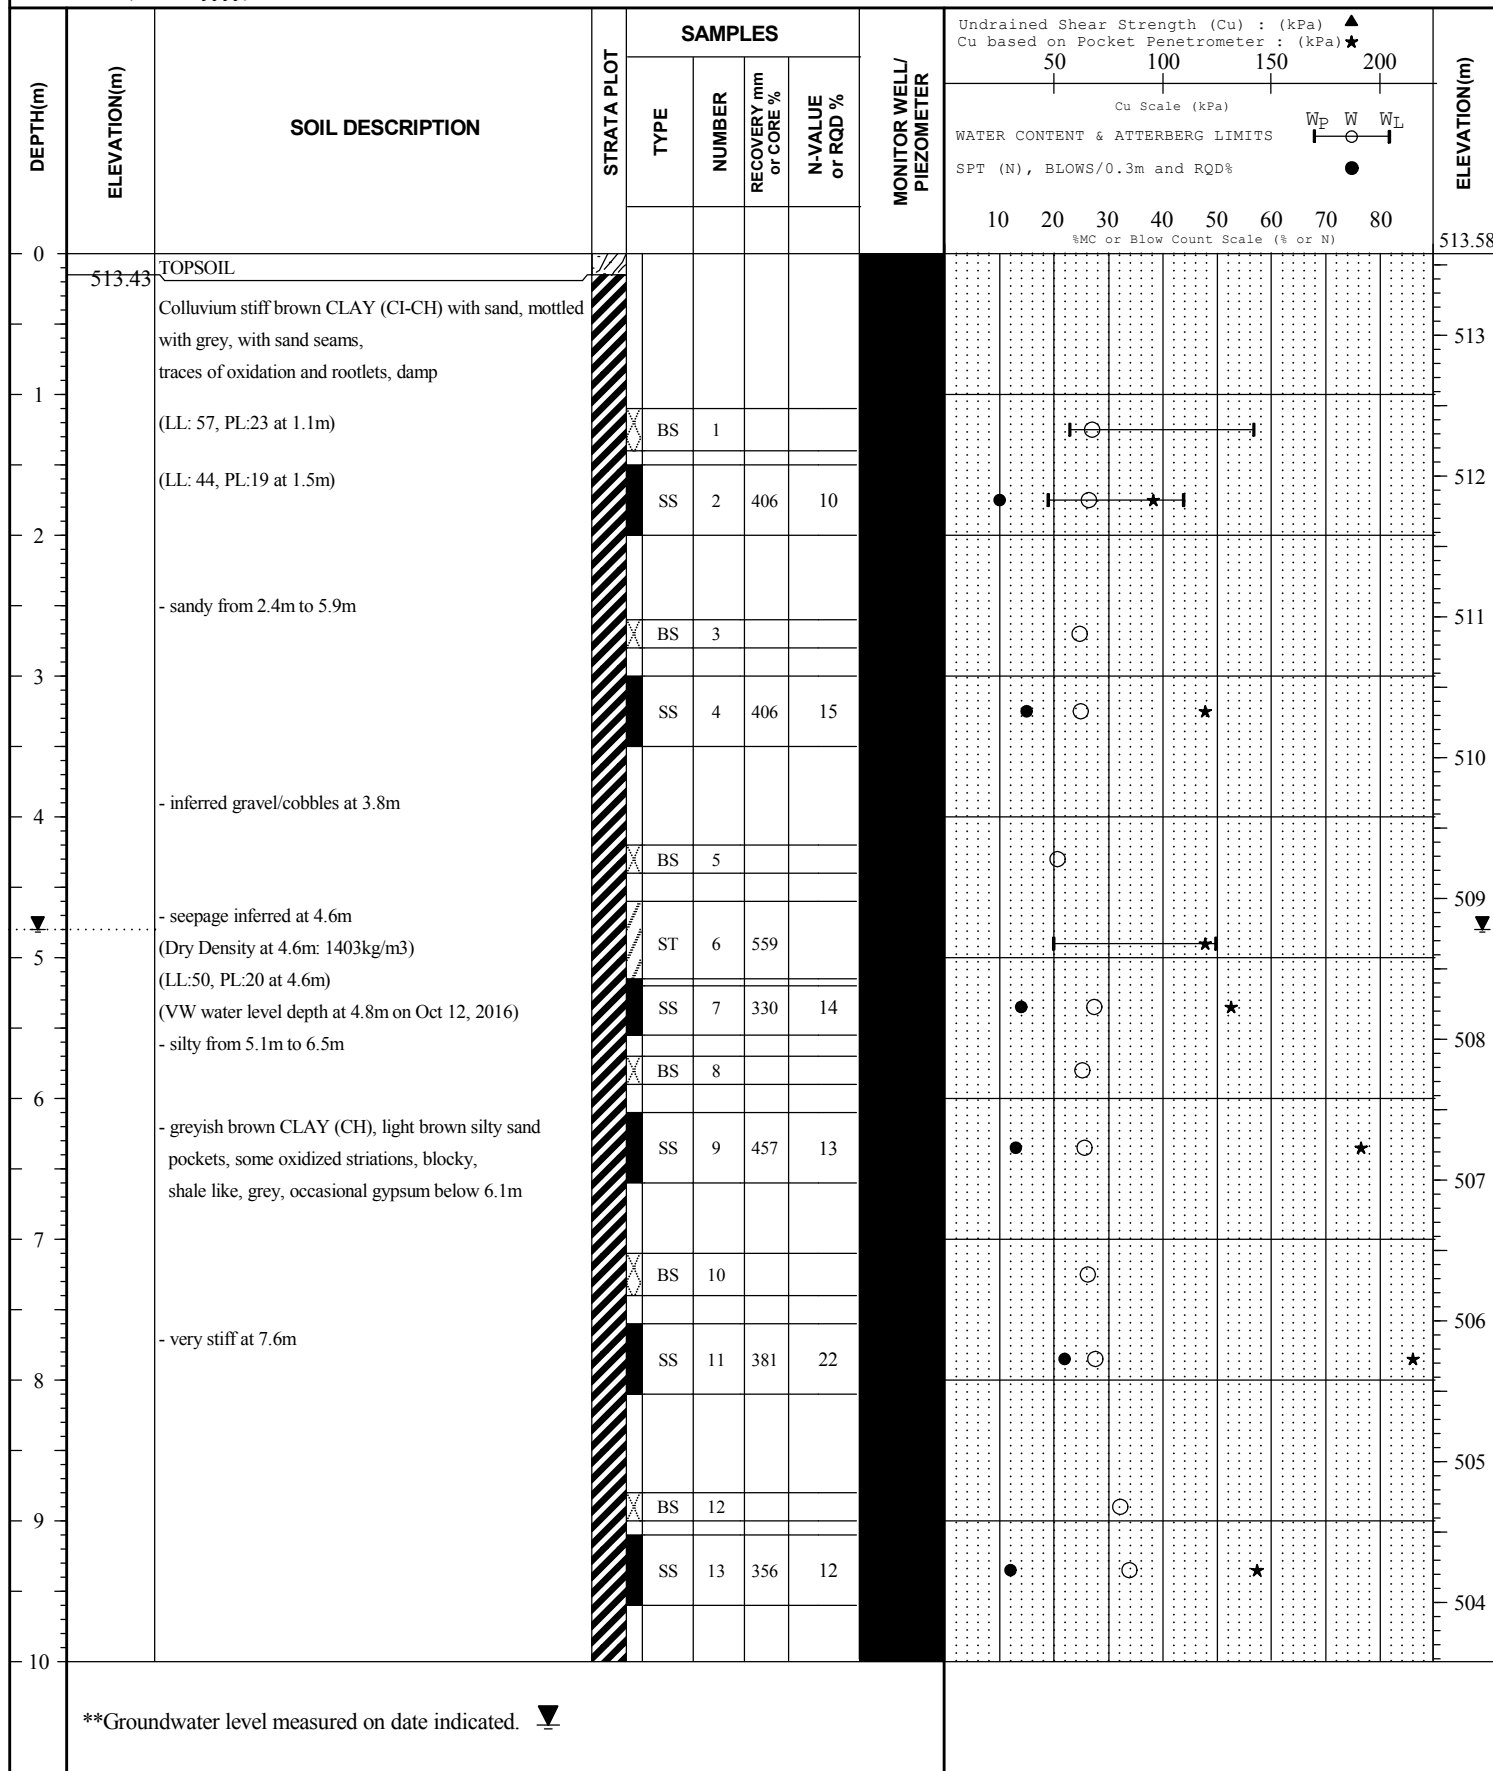 SAMPLES
DEPTH(m)
ELEVATION(m)
SOIL DESCRIPTION
STRATA PLOT
TYPE
NUMBER
RECOVERY mm
or CORE %
N-VALUE
or RQD %
MONITOR WELL/
PIEZOMETER
Undrained Shear Strength (Cu) : (kPa) ▲
Cu based on Pocket Penetrometer : (kPa) ★
50 100 150 200
Cu Scale (kPa)
WP W WL
WATER CONTENT & ATTERBERG LIMITS
SPT (N), BLOWS/0.3m and RQD% ●
10 20 30 40 50 60 70 80
%MC or Blow Count Scale (% or N)
ELEVATION(m)
513.58
0
TOPSOIL
513.43
Colluvium stiff brown CLAY (CI-CH) with sand, mottled
with grey, with sand seams,
513
traces of oxidation and rootlets, damp
1
(LL: 57, PL:23 at 1.1m)
BS 1
(LL: 44, PL:19 at 1.5m)
512
SS 2 406 10
2
- sandy from 2.4m to 5.9m
511
BS 3
3
SS 4 406 15
510
- inferred gravel/cobbles at 3.8m
4
BS 5
509
- seepage inferred at 4.6m
(Dry Density at 4.6m: 1403kg/m3)
ST 6 559
5
(LL:50, PL:20 at 4.6m)
SS 7 330 14
(VW water level depth at 4.8m on Oct 12, 2016)
508
- silty from 5.1m to 6.5m
BS 8
6
- greyish brown CLAY (CH), light brown silty sand
SS 9 457 13
pockets, some oxidized striations, blocky,
507
shale like, grey, occasional gypsum below 6.1m
7
BS 10
506
- very stiff at 7.6m
SS 11 381 22
8
505
BS 12
9
SS 13 356 12
504
10
**Groundwater level measured on date indicated.